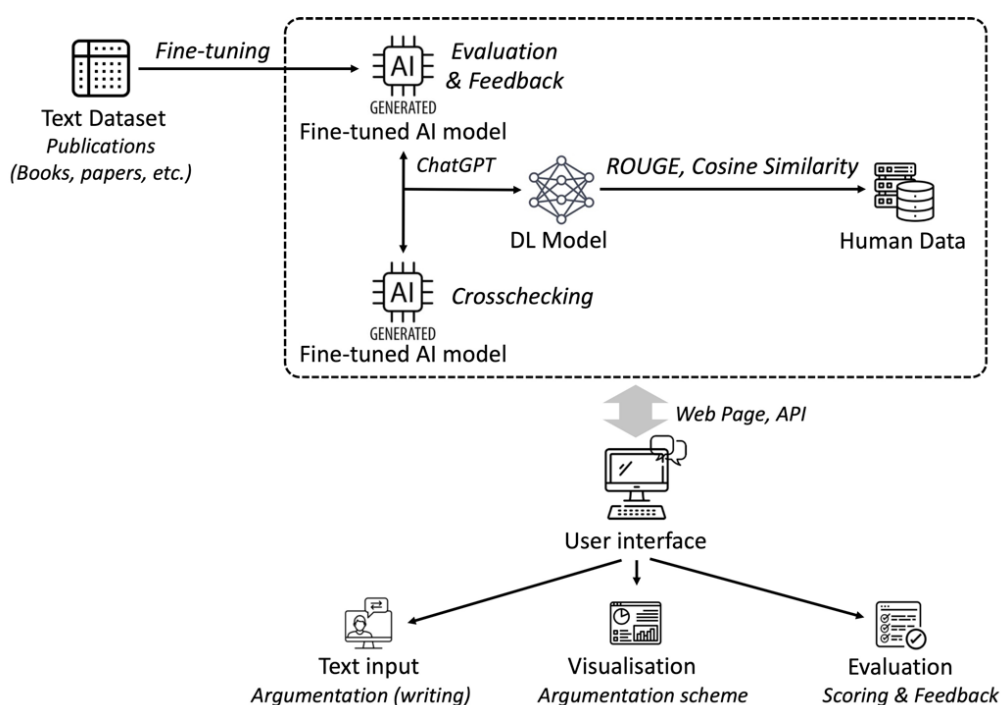 Fine-tuning
AI
GENERATED
Evaluation
& Feedback
Text Dataset
Publications
(Books, papers, etc.)
Fine-tuned AI model
ChatGPT
ROUGE, Cosine Similarity
DL Model
Human Data
AI
GENERATED
Crosschecking
Fine-tuned AI model
Web Page, API
User interface
Text input
Argumentation (writing)
Visualisation
Argumentation scheme
Evaluation
Scoring & Feedback